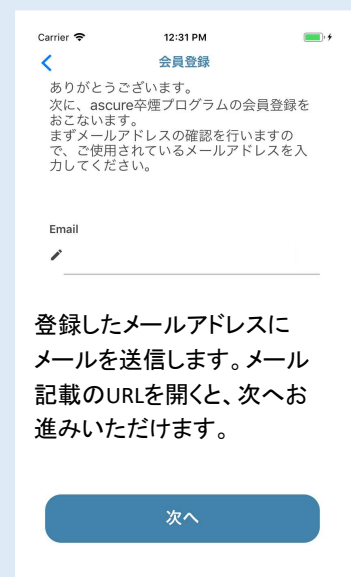 Carrier 12:31 PM
会員登録
ありがとうございます。
次に、ascure卒煙プログラムの会員登録を
おこないます。
まずメールアドレスの確認を行いますの
で、ご使用されているメールアドレスを入
力してください。
Email
登録したメールアドレスに
メールを送信します。メール
記載のURLを開くと、次へお
進みいただけます。
次へ